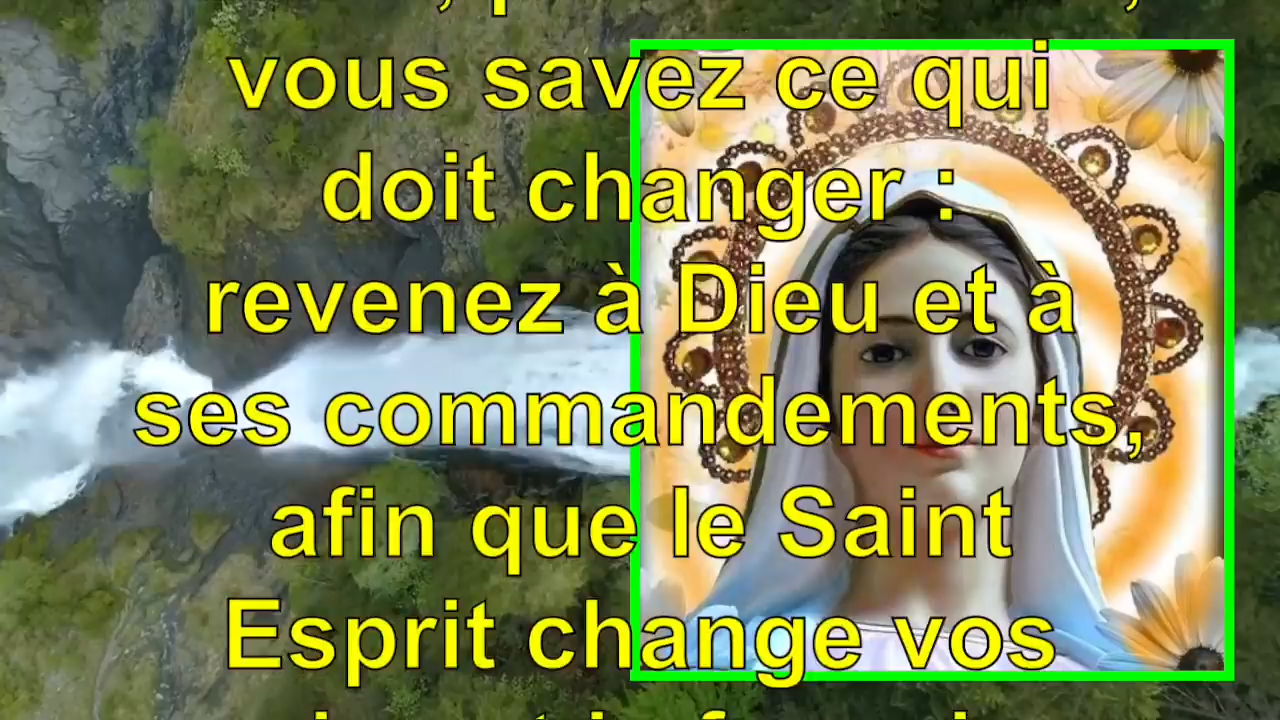 vous savez ce qui
doit changer :
revenez à Dieu et à
ses commandements,
afin que le Saint
Esprit change vos